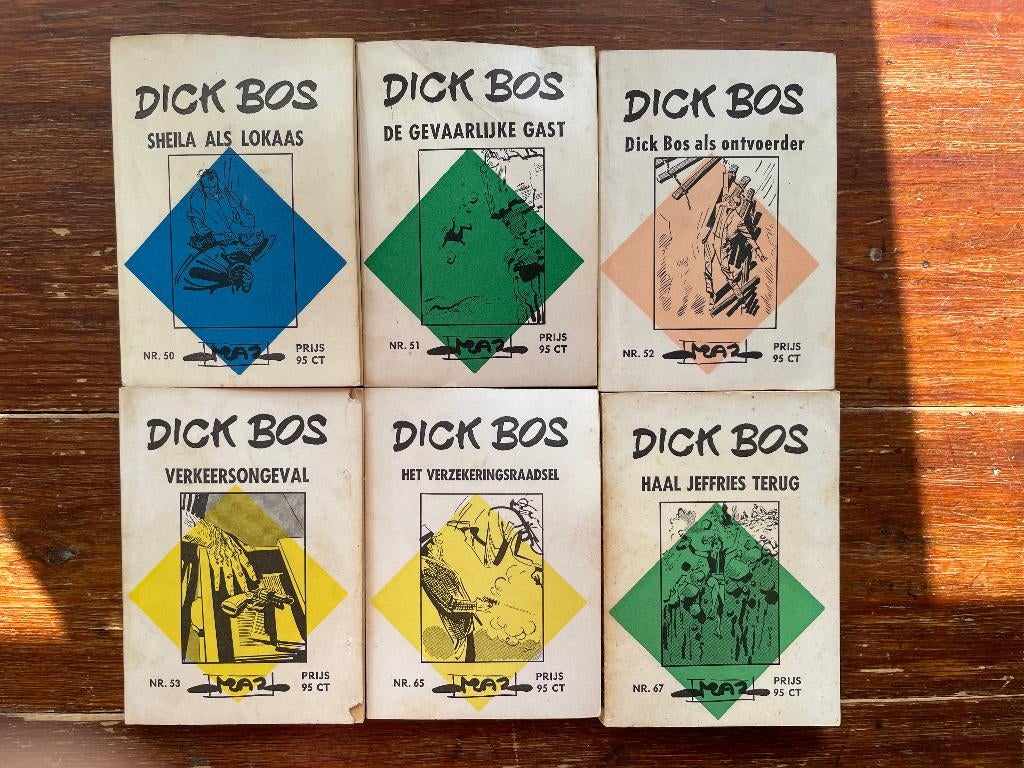 DICK BOS
SHEILA ALS LOKAAS
NR. 50
MAZ
PRIJS
95 CT
DICK BOS
DE GEVAARLIJKE GAST
NR. 51
MAZ
PRIJS
95 CT
DICK BOS
Dick Bos als ontvoerder
NR. 52
MAZ
PRIJS
95 CT
DICK BOS
VERKEERSONGEVAL
NR. 53
MAZ
PRIJS
95 CT
DICK BOS
HET VERZEKERINGSRAADSEL
NR. 65
MAZ
PRIJS
95 CT
DICK BOS
HAAL JEFFRIES TERUG
NR. 67
MAZ
PRIJS
95 CT